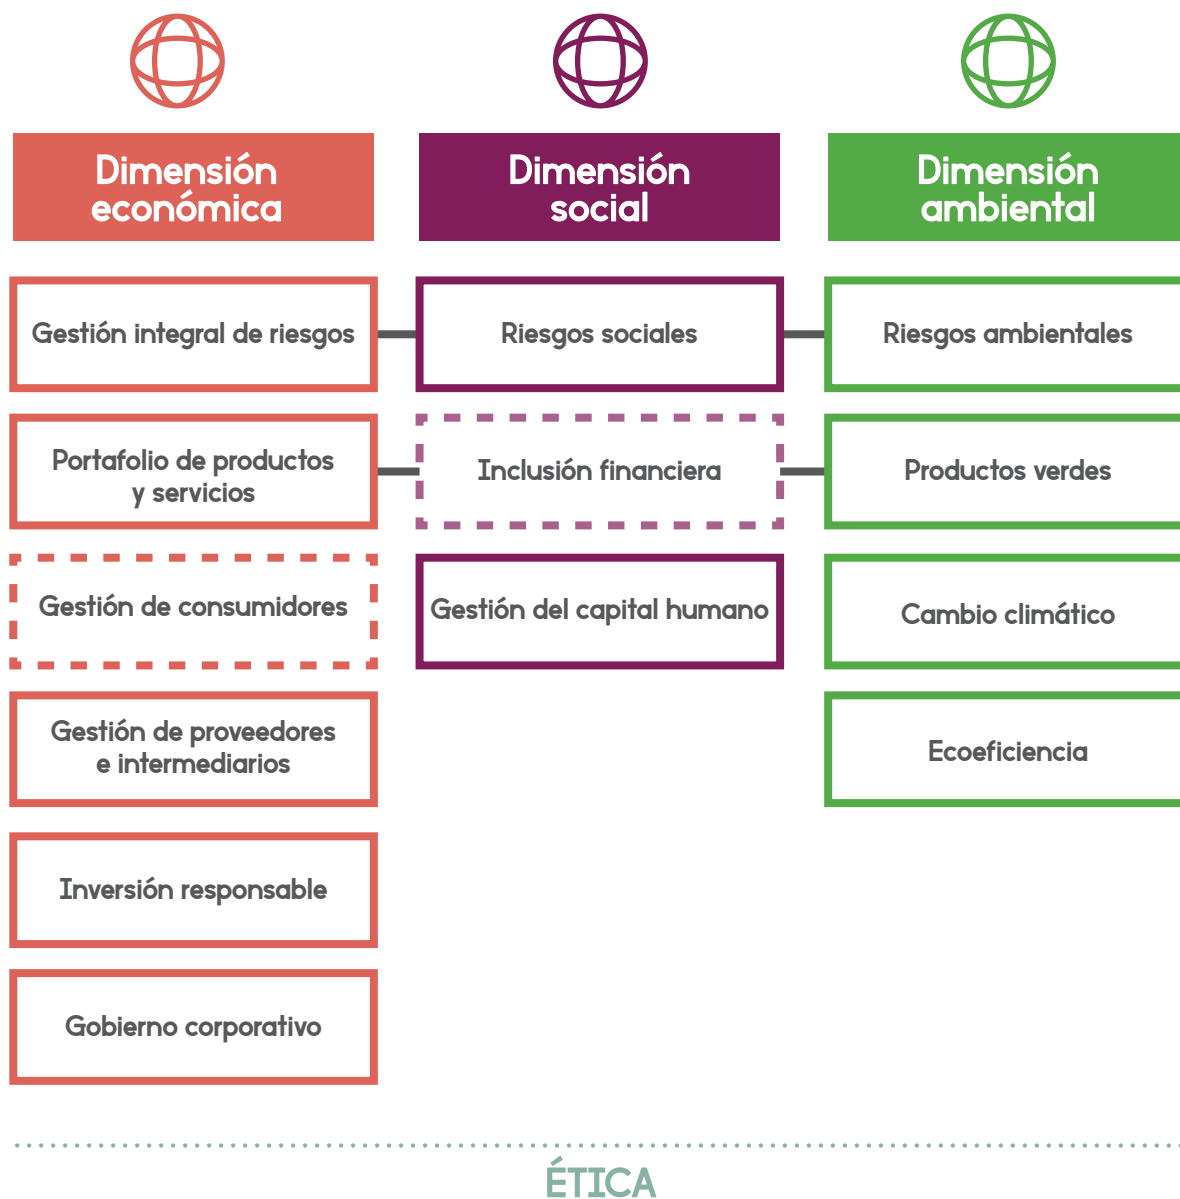 Dimensión
económica
Dimensión
social
Dimensión
ambiental
Gestión integral de riesgos
Riesgos sociales
Riesgos ambientales
Portafolio de productos
y servicios
Inclusión financiera
Productos verdes
Gestión de consumidores
Gestión del capital humano
Cambio climático
Gestión de proveedores
e intermediarios
Ecoeficiencia
Inversión responsable
Gobierno corporativo
ÉTICA